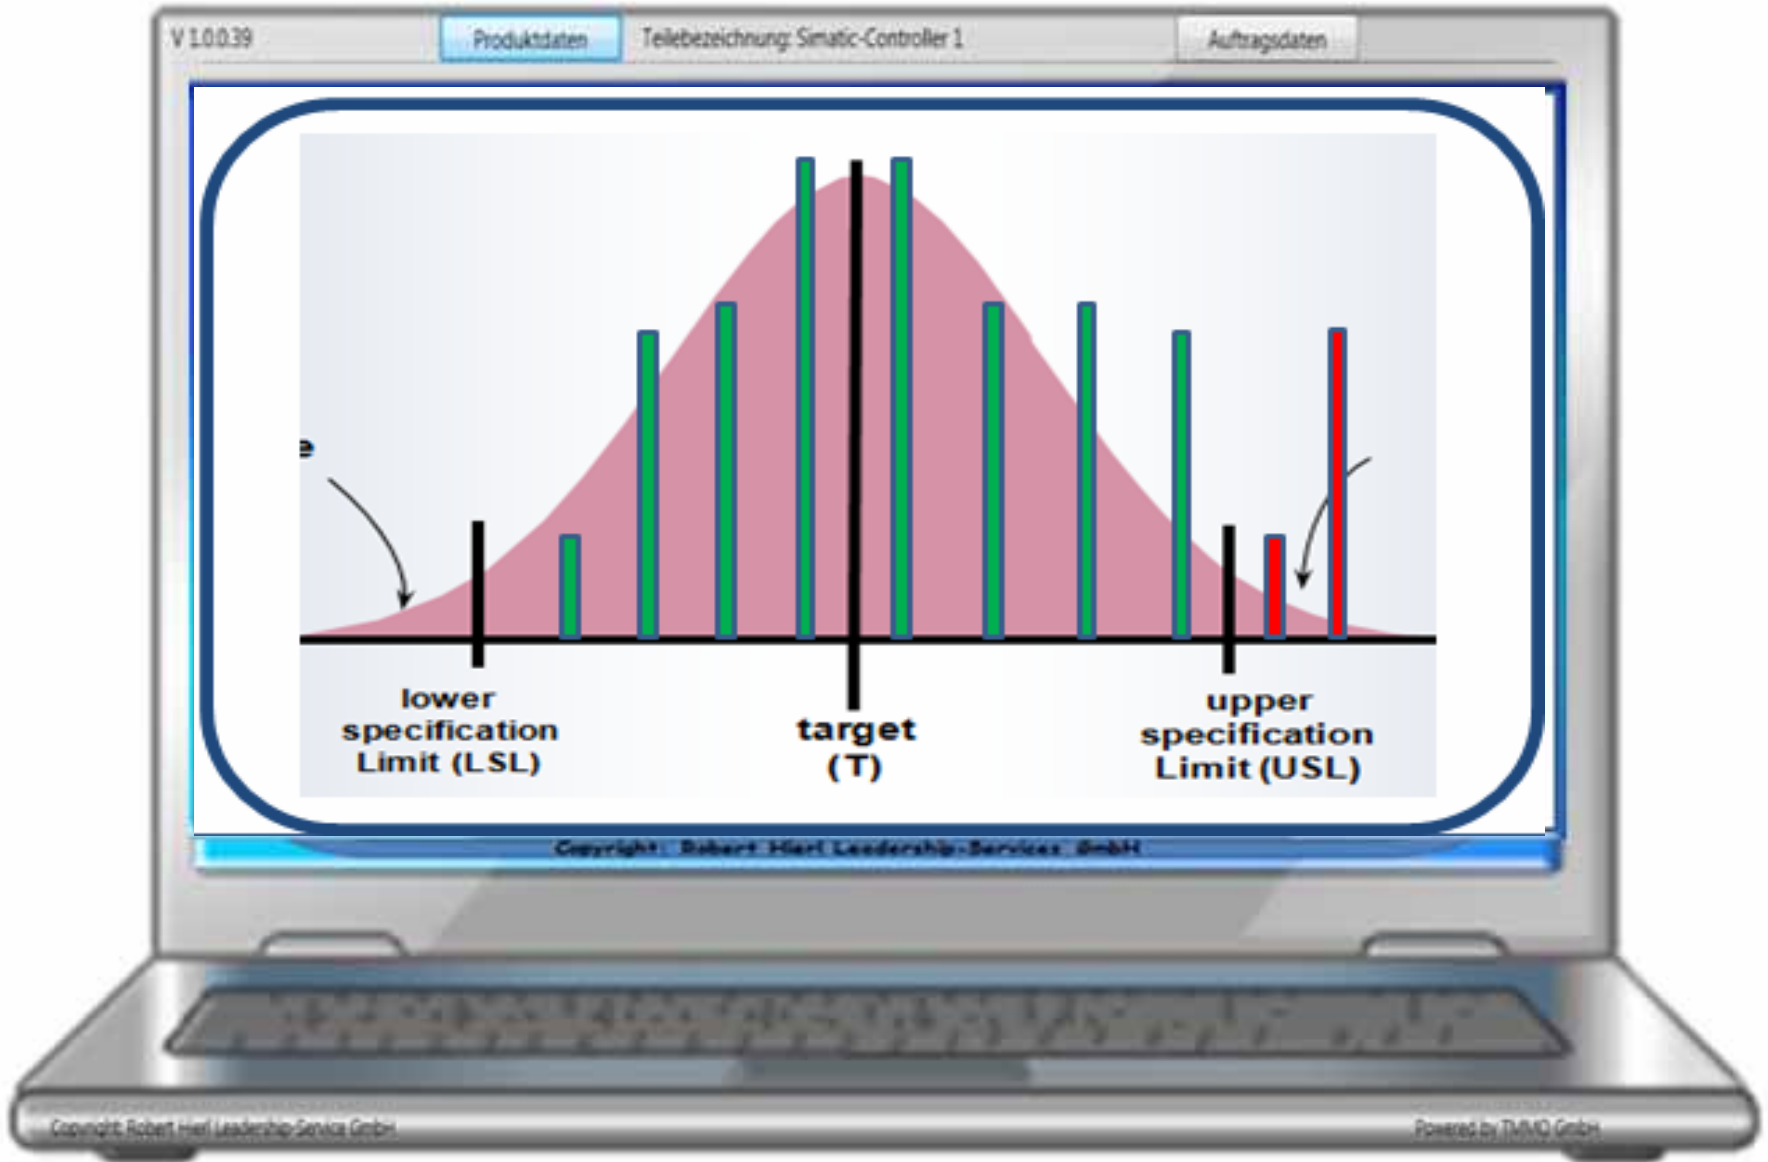 V 1.0.0.39
Produktdaten
Teilebezeichnung: Simatic-Controller 1
Auftragsdaten
e
lower
specification
Limit (LSL)
target
(T)
upper
specification
Limit (USL)
Copyright: Robert Hierl Leadership-Services GmbH
Copyright: Robert Hierl Leadership-Service GmbH
Powered by TMMO GmbH